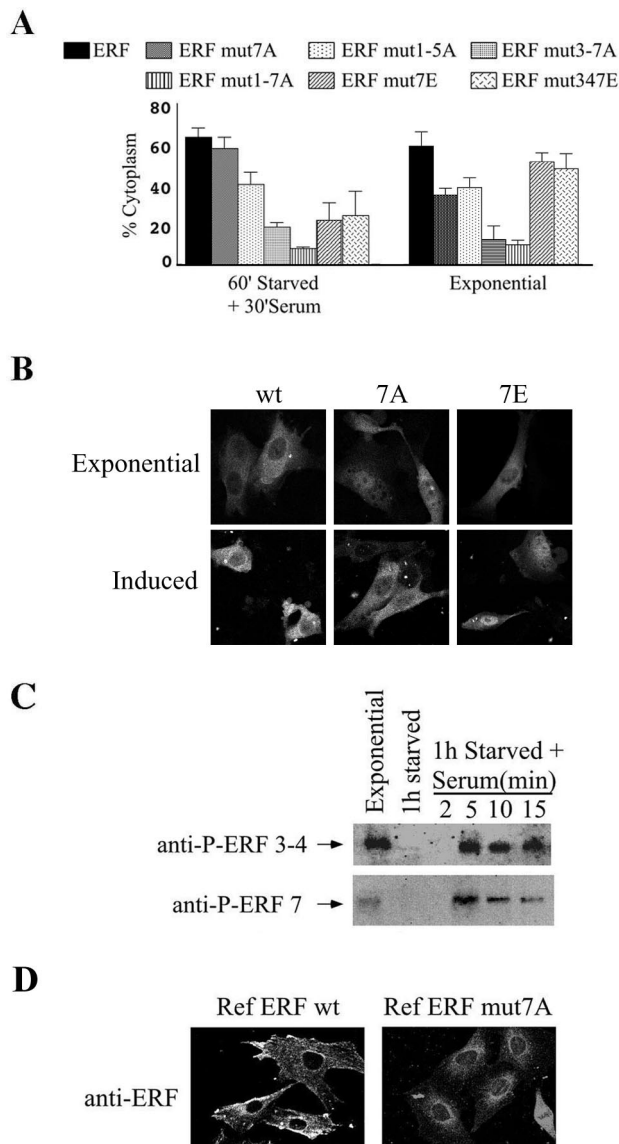 A
ERF ERF mut7A ERF mut1-5A ERF mut3-7A
ERF mut1-7A ERF mut7E ERF mut347E
% Cytoplasm
80
60
40
20
0
60' Starved
+ 30'Serum
Exponential
B
wt 7A 7E
Exponential
Induced
C
Exponential
1h starved
1h Starved +
Serum(min)
2 5 10 15
anti-P-ERF 3-4
anti-P-ERF 7
D
Ref ERF wt Ref ERF mut7A
anti-ERF